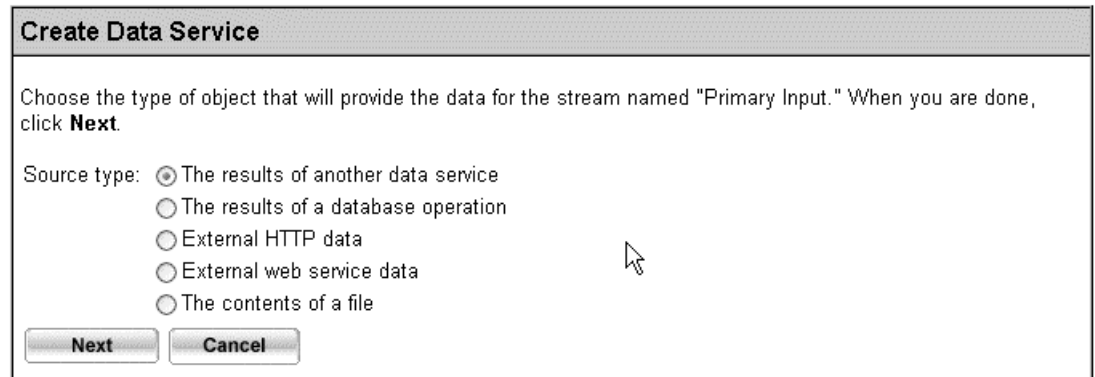 Create Data Service
Choose the type of object that will provide the data for the stream named "Primary Input." When you are done,
click Next.
Source type: The results of another data service
The results of a database operation
External HTTP data
External web service data
The contents of a file
Next Cancel